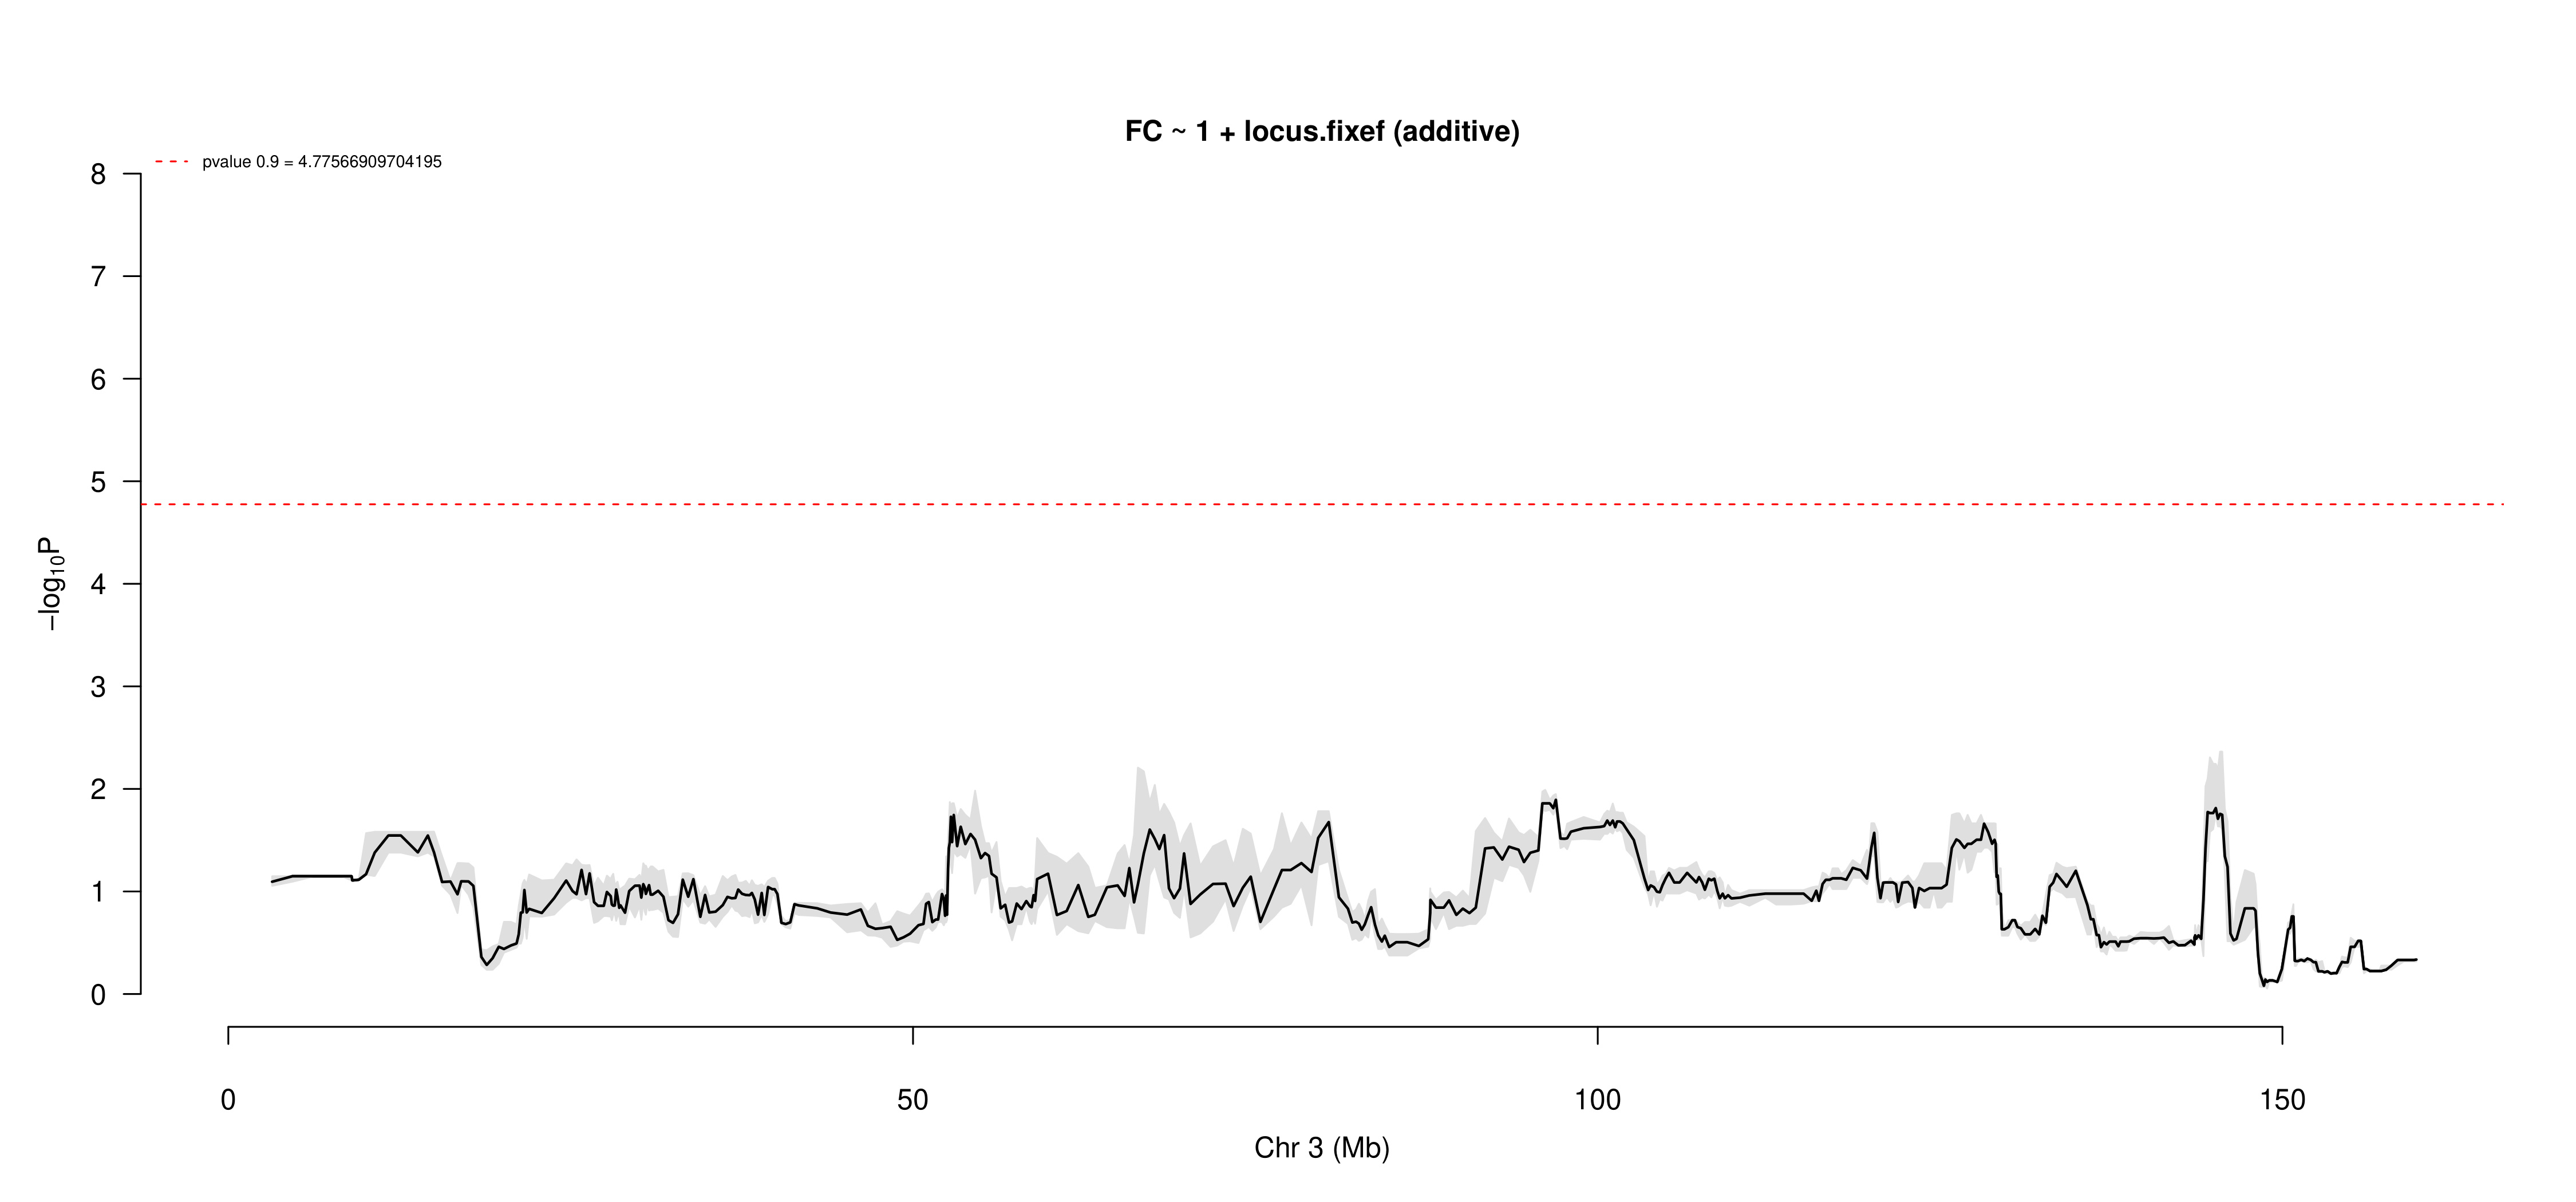 FC ~ 1 + locus.fixef (additive)
pvalue 0.9 = 4.77566909704195
8
7
6
5
4
3
2
1
0
−log10P
0 50 100 150
Chr 3 (Mb)